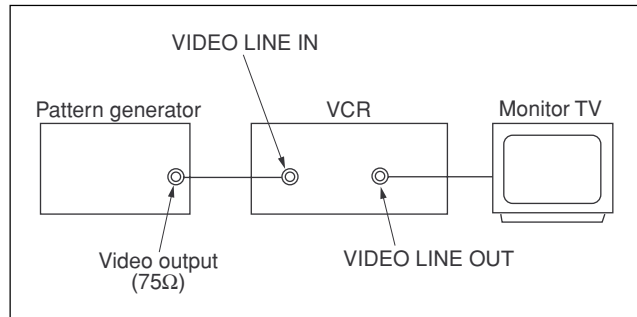 VIDEO LINE IN
Pattern generator
VCR
Monitor TV
Video output
(75Ω)
VIDEO LINE OUT